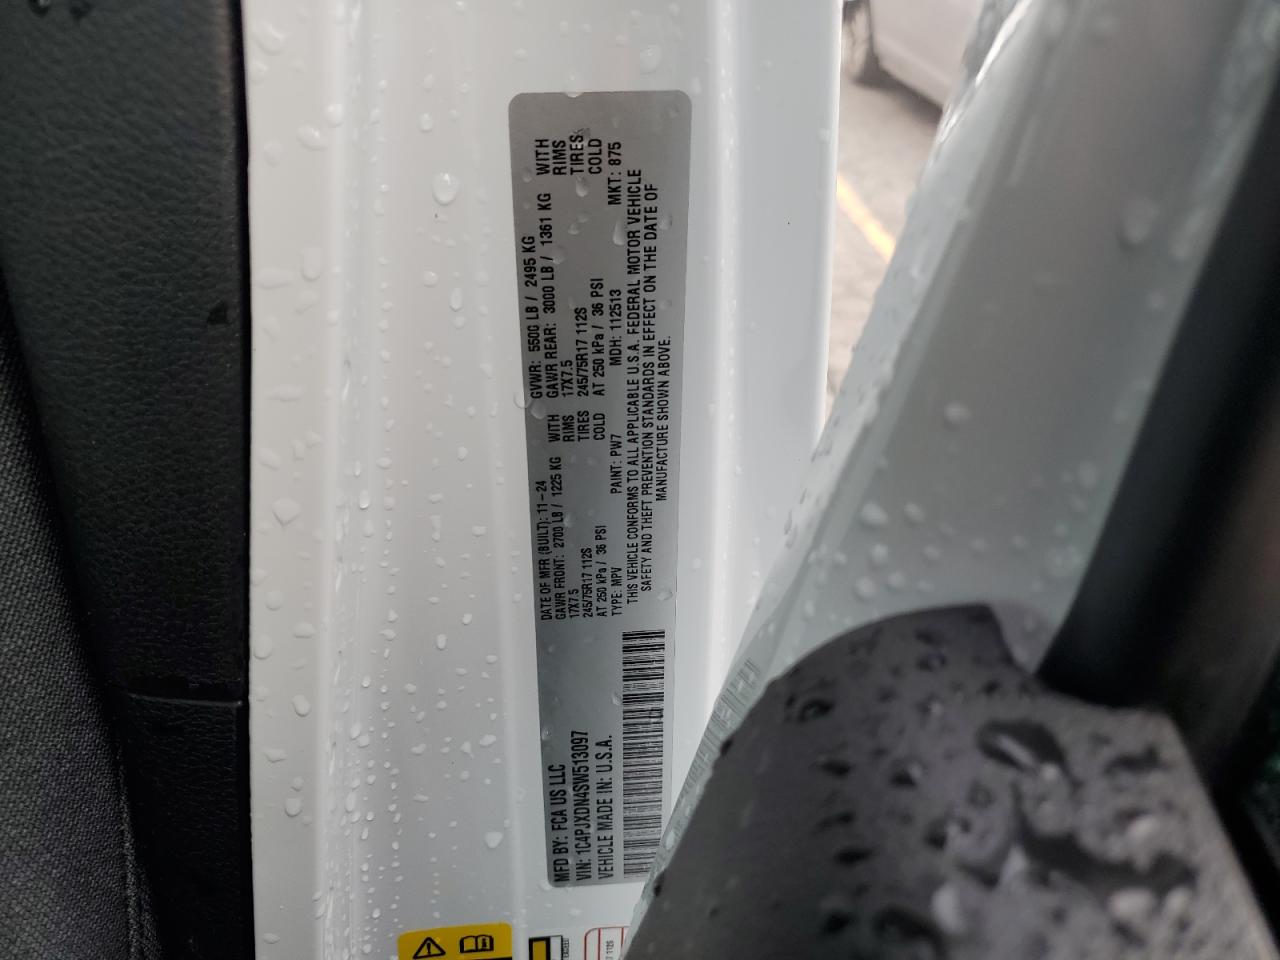 MFD BY: FCA US LLC
DATE OF MFR (BUILT): 11-24
GVWR: 5500 LB / 2495 KG
GAWR FRONT: 2700 LB / 1225 KG WITH
GAWR REAR: 3000 LB / 1361 KG WITH
17X7.5 RIMS
17X7.5 RIMS
245/75R17 112S TIRES
245/75R17 112S TIRES
AT 250 kPa / 36 PSI COLD
AT 250 kPa / 36 PSI COLD
VIN: 1C4PJXDN4SW513097
VEHICLE MADE IN: U.S.A.
TYPE: MPV PAINT: PW7 MDH: 112513 MKT: 875
THIS VEHICLE CONFORMS TO ALL APPLICABLE U.S.A. FEDERAL MOTOR VEHICLE
SAFETY AND THEFT PREVENTION STANDARDS IN EFFECT ON THE DATE OF
MANUFACTURE SHOWN ABOVE.
112S